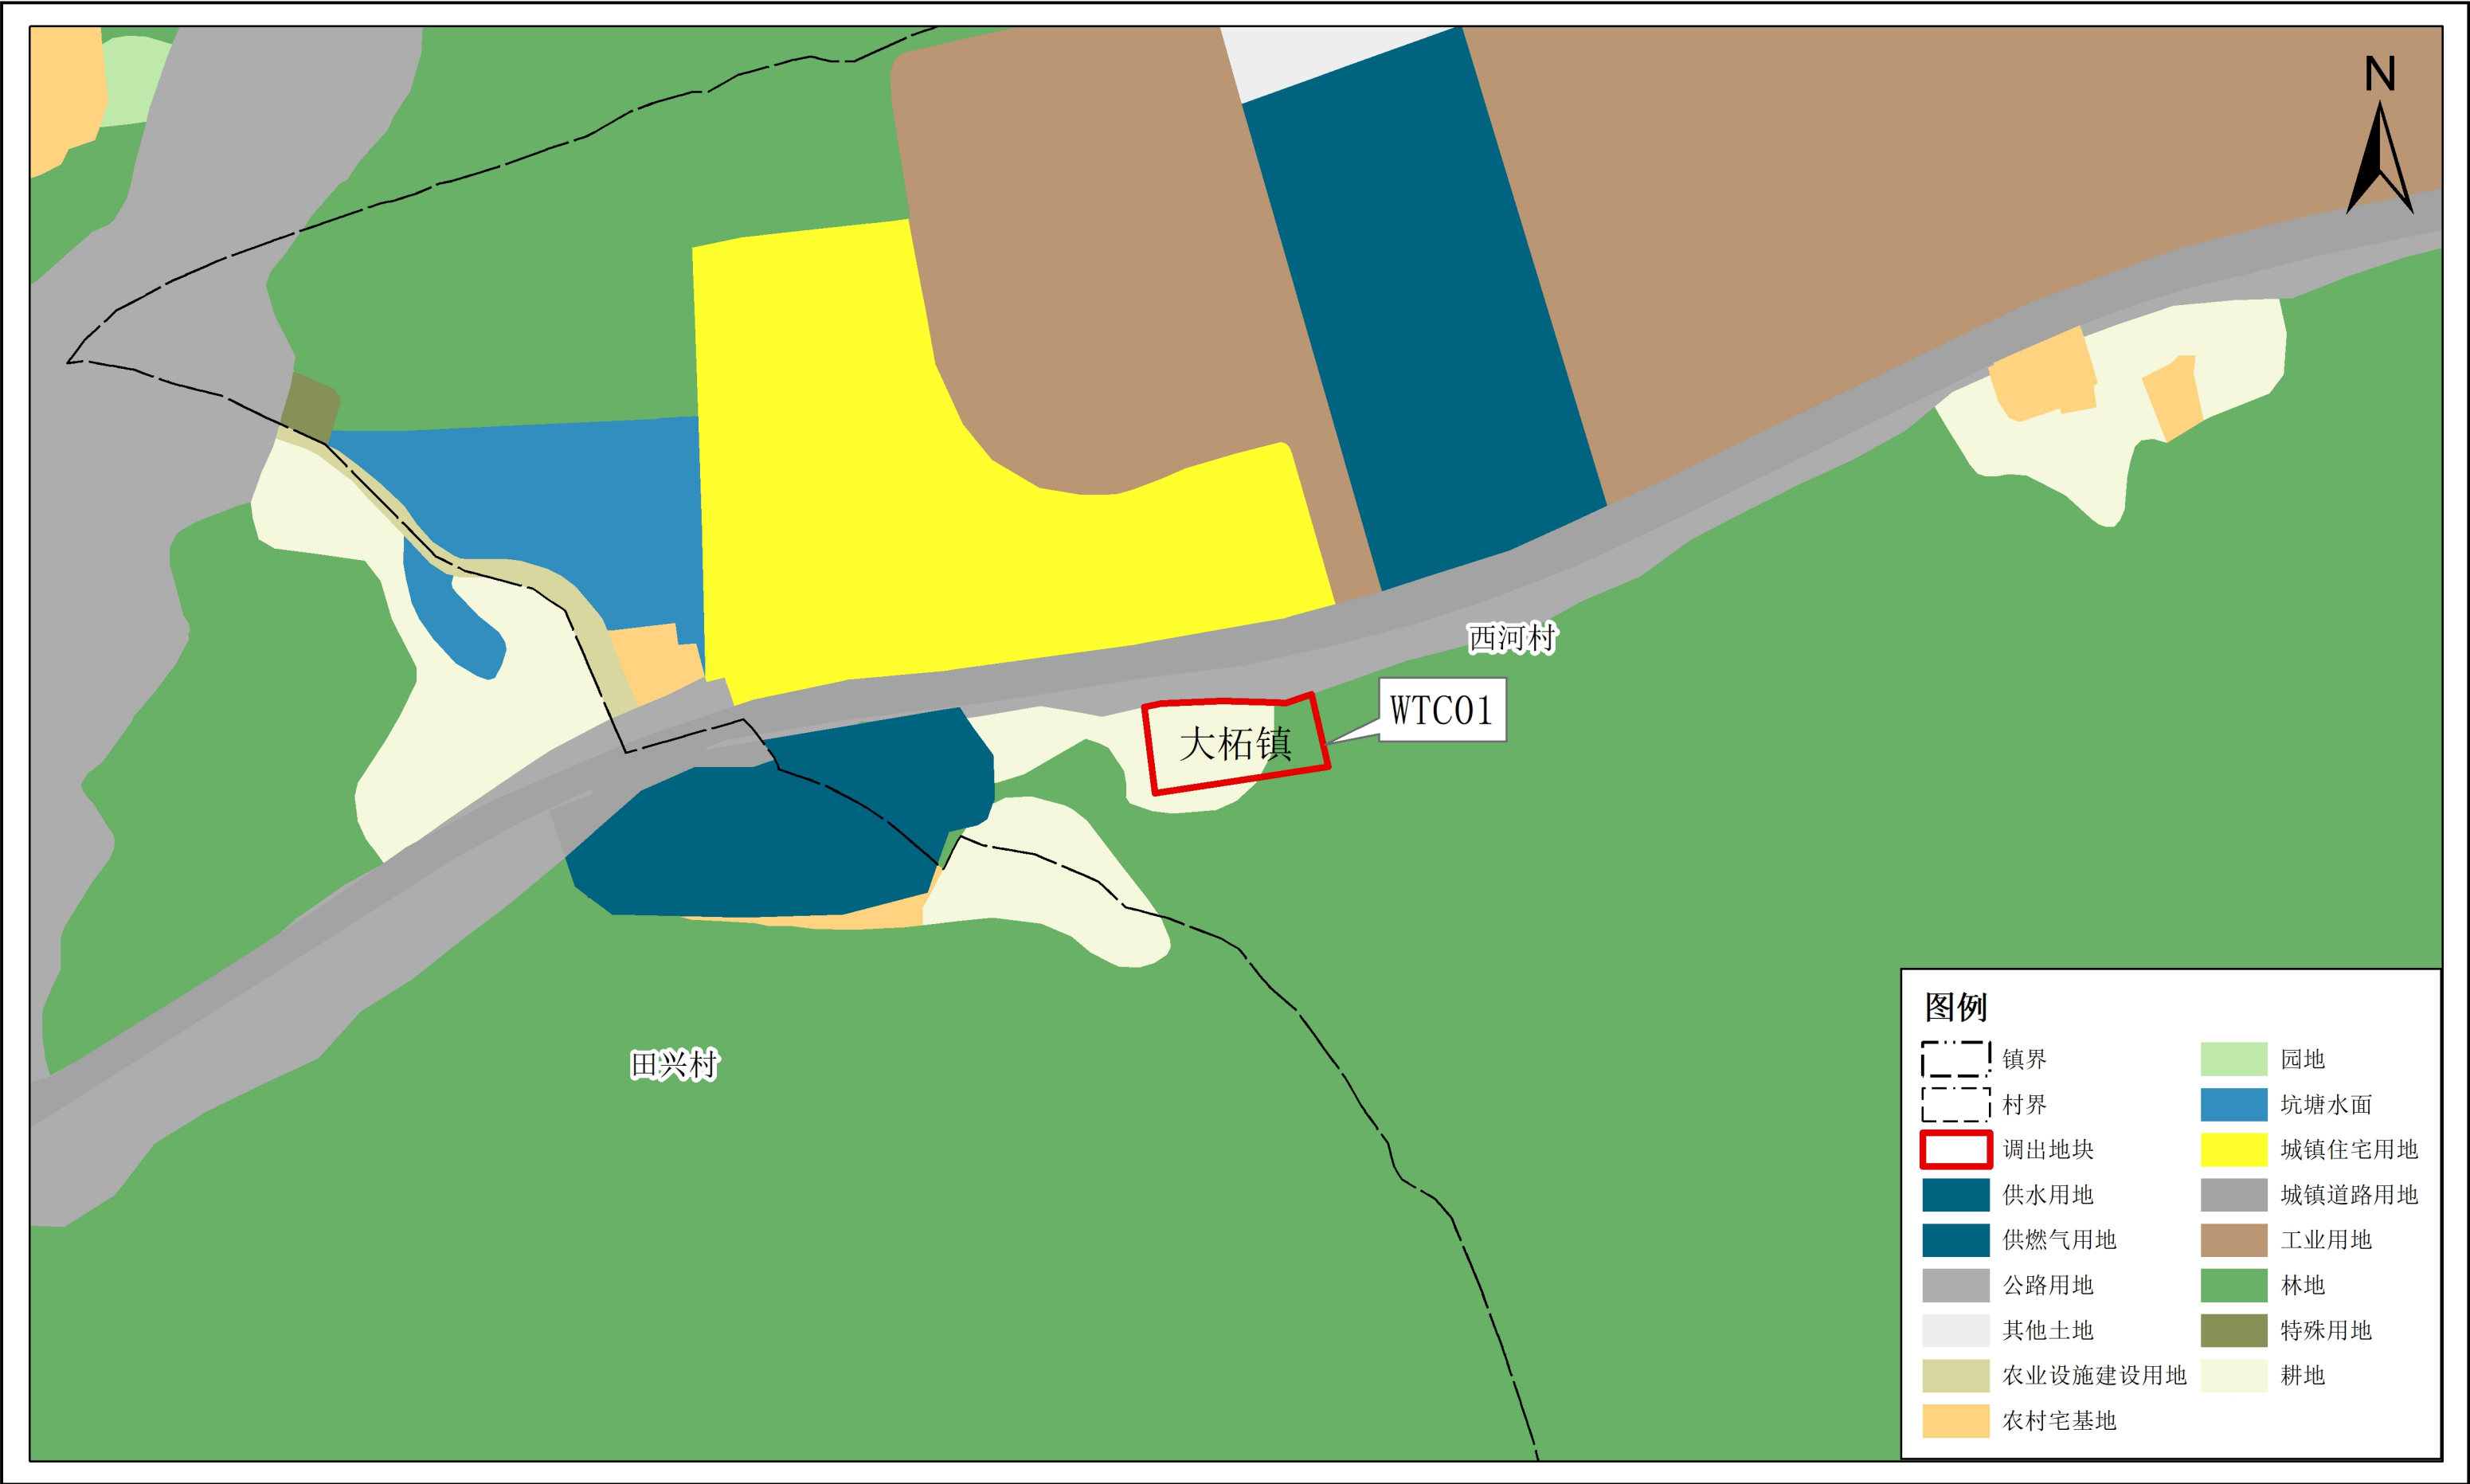 N
西河村
WTC01
大柘镇
田兴村
图例
镇界
村界
调出地块
供水用地
供燃气用地
公路用地
其他土地
农业设施建设用地
农村宅基地
园地
坑塘水面
城镇住宅用地
城镇道路用地
工业用地
林地
特殊用地
耕地